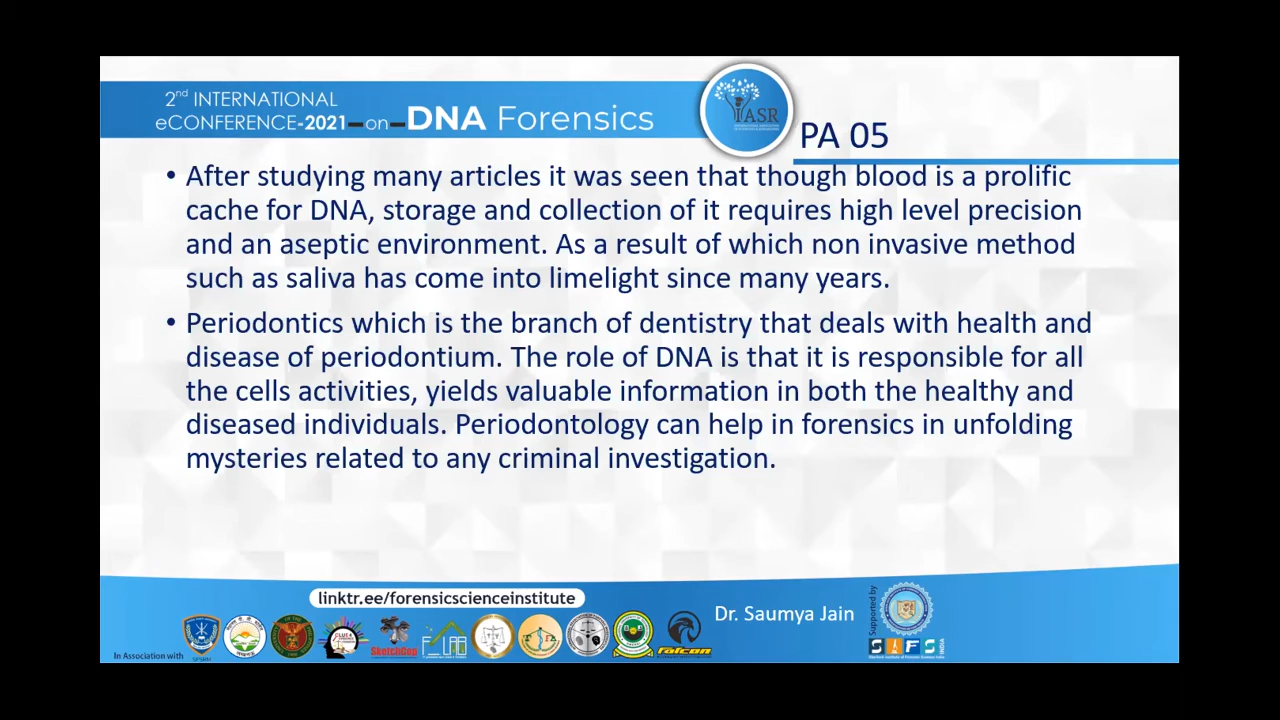 2nd INTERNATIONAL
eCONFERENCE-2021-on-DNA Forensics
IASR
PA 05
• After studying many articles it was seen that though blood is a prolific
cache for DNA, storage and collection of it requires high level precision
and an aseptic environment. As a result of which non invasive method
such as saliva has come into limelight since many years.
• Periodontics which is the branch of dentistry that deals with health and
disease of periodontium. The role of DNA is that it is responsible for all
the cells activities, yields valuable information in both the healthy and
diseased individuals. Periodontology can help in forensics in unfolding
mysteries related to any criminal investigation.
linktr.ee/forensicscienceinstitute
Dr. Saumya Jain
Supported by
In Association with
SketchCop
falcon
SIFS
INDIA